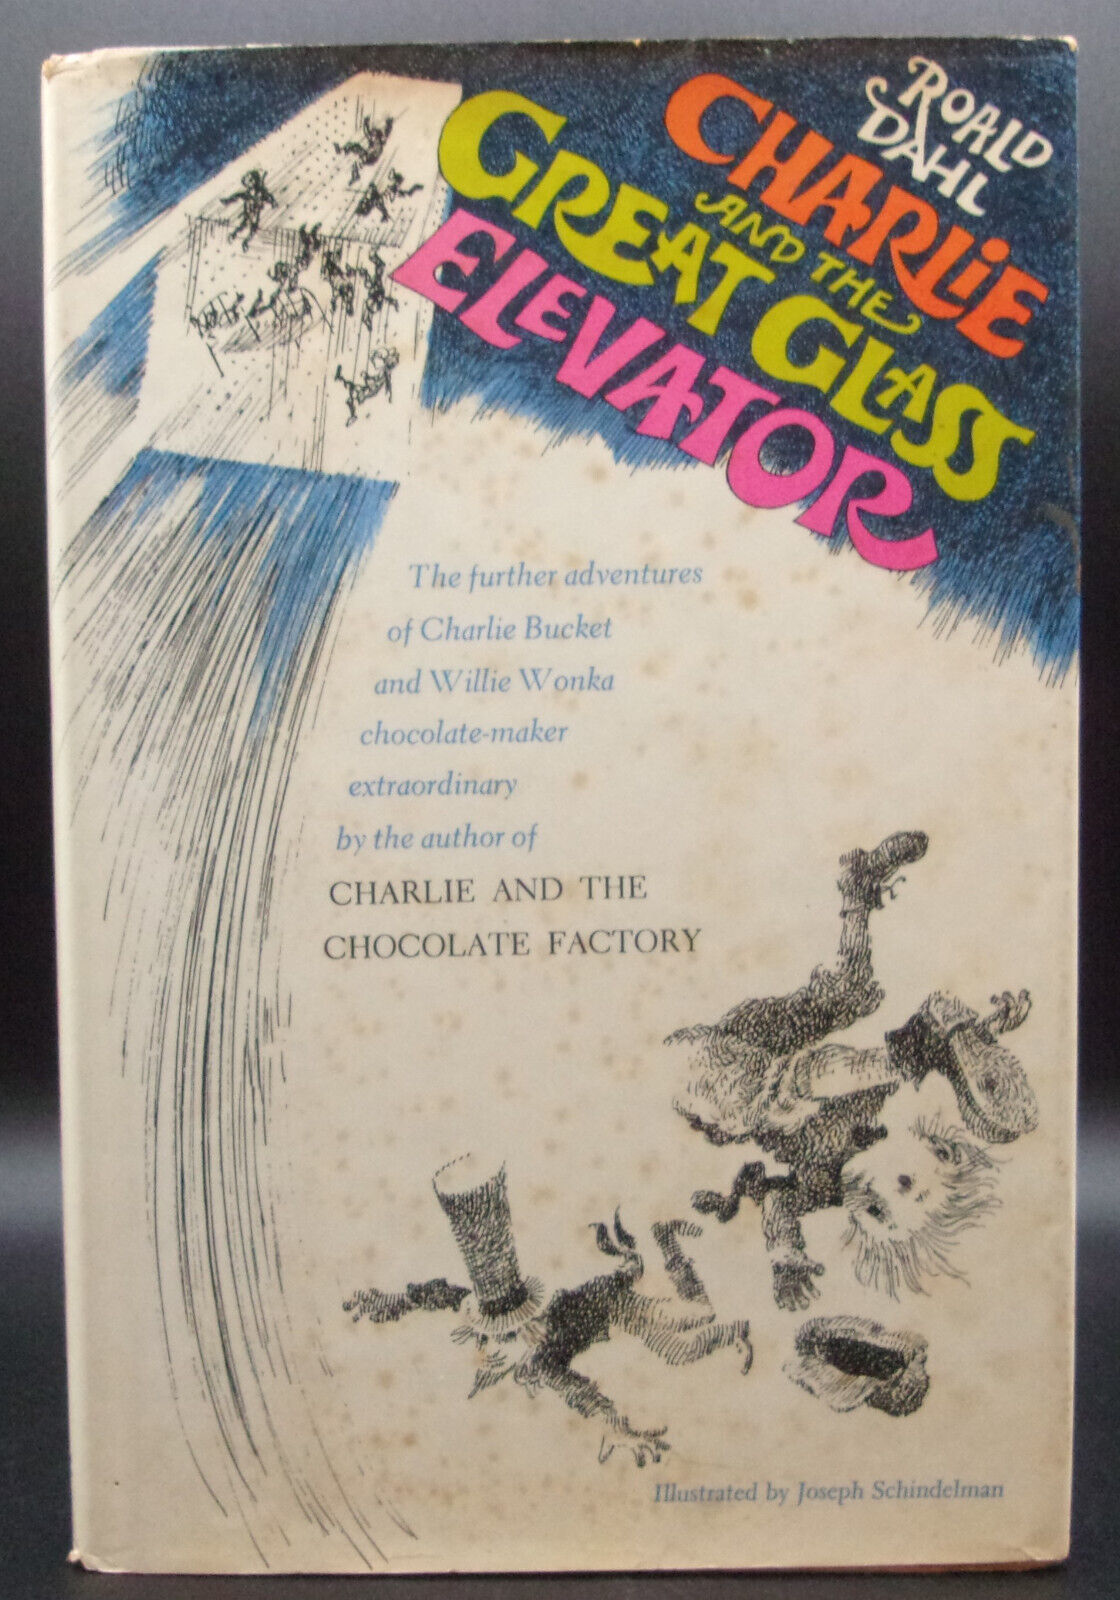 ROALD
DAHL
CHARLiE
AND THE
GREAT GLASS
ELEVATOR
The further adventures
of Charlie Bucket
and Willie Wonka
chocolate-maker
extraordinary
by the author of
CHARLIE AND THE
CHOCOLATE FACTORY
Illustrated by Joseph Schindelman